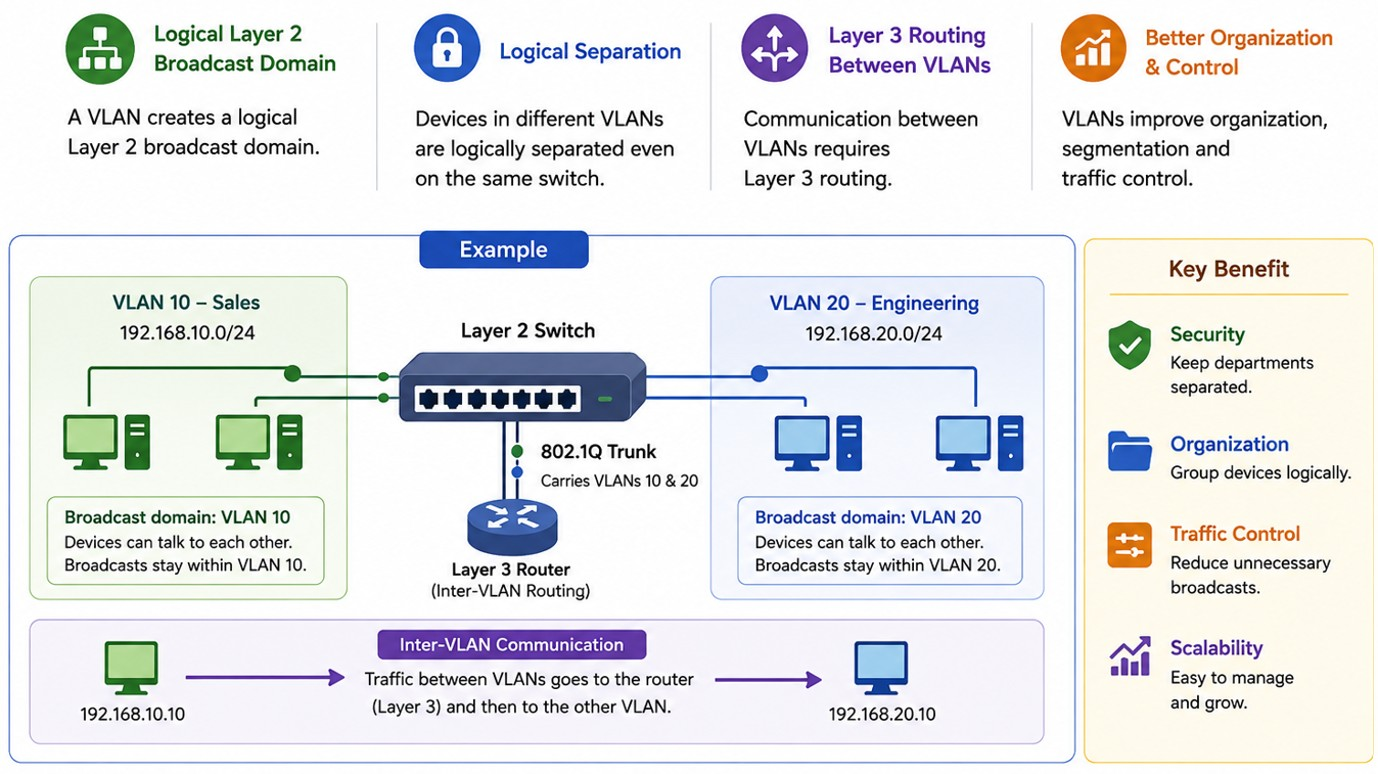 Logical Layer 2
Broadcast Domain
A VLAN creates a logical
Layer 2 broadcast domain.
Logical Separation
Devices in different VLANs
are logically separated even
on the same switch.
Layer 3 Routing
Between VLANs
Communication between
VLANs requires
Layer 3 routing.
Better Organization
& Control
VLANs improve organization,
segmentation and
traffic control.
Example
VLAN 10 – Sales
192.168.10.0/24
Broadcast domain: VLAN 10
Devices can talk to each other.
Broadcasts stay within VLAN 10.
Layer 2 Switch
802.1Q Trunk
Carries VLANs 10 & 20
Layer 3 Router
(Inter-VLAN Routing)
VLAN 20 – Engineering
192.168.20.0/24
Broadcast domain: VLAN 20
Devices can talk to each other.
Broadcasts stay within VLAN 20.
Inter-VLAN Communication
192.168.10.10
Traffic between VLANs goes to the router
(Layer 3) and then to the other VLAN.
192.168.20.10
Key Benefit
Security
Keep departments
separated.
Organization
Group devices logically.
Traffic Control
Reduce unnecessary
broadcasts.
Scalability
Easy to manage
and grow.